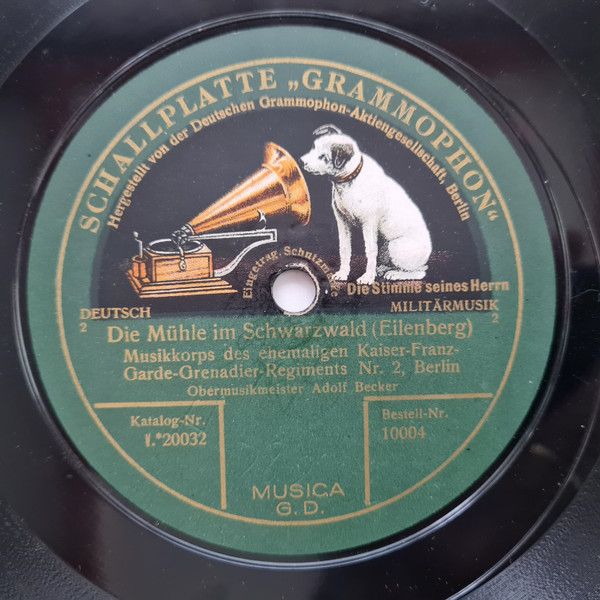 SCHALLPLATTE „GRAMMOPHON“
Hergestellt von der Deutschen Grammophon-Aktiengesellschaft, Berlin
Eingetrag. Schutzmarke
Die Stimme seines Herrn
DEUTSCH
2
MILITÄRMUSIK
2
Die Mühle im Schwarzwald (Eilenberg)
Musikkorps des ehemaligen Kaiser-Franz-
Garde-Grenadier-Regiments Nr. 2, Berlin
Obermusikmeister Adolf Becker
Katalog-Nr.
1.*20032
Bestell-Nr.
10004
MUSICA
G.D.